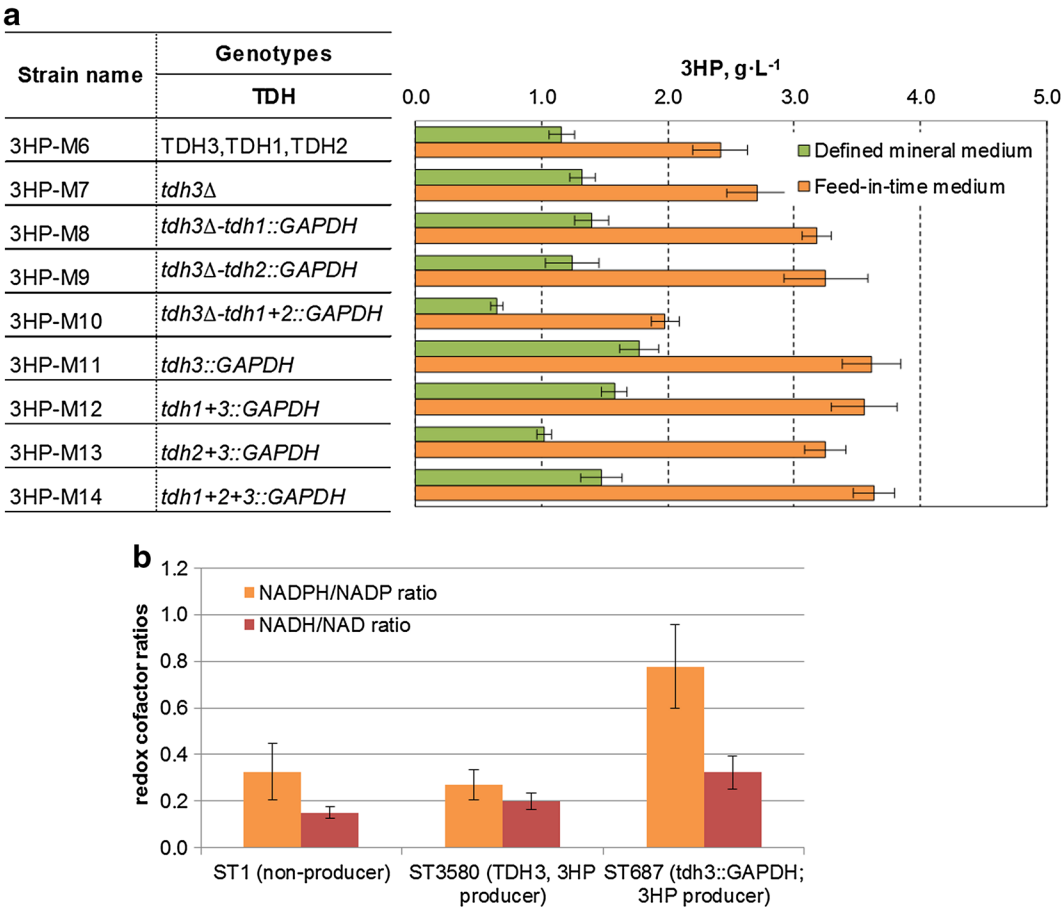 a
Strain name
Genotypes
TDH
3HP, g·L-1
0.0 1.0 2.0 3.0 4.0 5.0
3HP-M6 TDH3,TDH1,TDH2
3HP-M7 tdh3Δ
3HP-M8 tdh3Δ-tdh1::GAPDH
3HP-M9 tdh3Δ-tdh2::GAPDH
3HP-M10 tdh3Δ-tdh1+2::GAPDH
3HP-M11 tdh3::GAPDH
3HP-M12 tdh1+3::GAPDH
3HP-M13 tdh2+3::GAPDH
3HP-M14 tdh1+2+3::GAPDH
Defined mineral medium
Feed-in-time medium
b
redox cofactor ratios
1.2
1.0
0.8
0.6
0.4
0.2
0.0
NADPH/NADP ratio
NADH/NAD ratio
ST1 (non-producer)
ST3580 (TDH3, 3HP
producer)
ST687 (tdh3::GAPDH;
3HP producer)